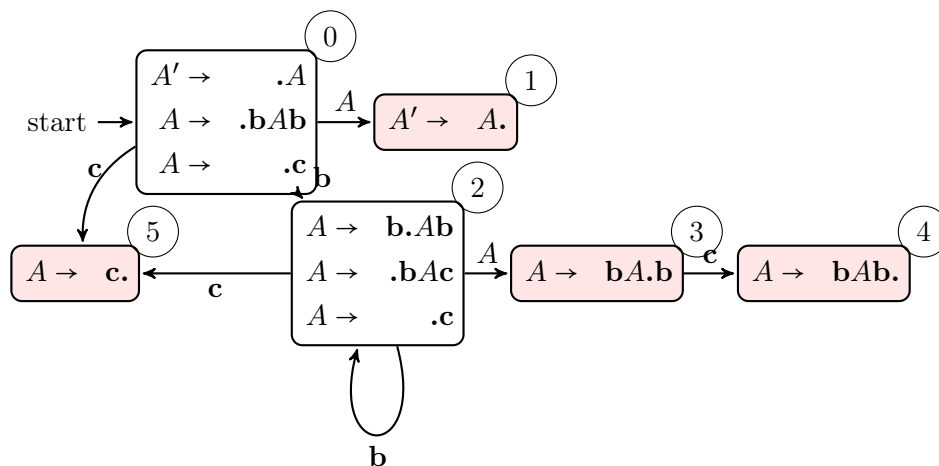 0
A′ → .A
1
A
start
A → .bAb
A′ → A.
c
A → .c
b
2
5
A → b.Ab
3
4
A → c.
c
A → .bAc
A
A → bA.b
c
A → bAb.
A → .c
b